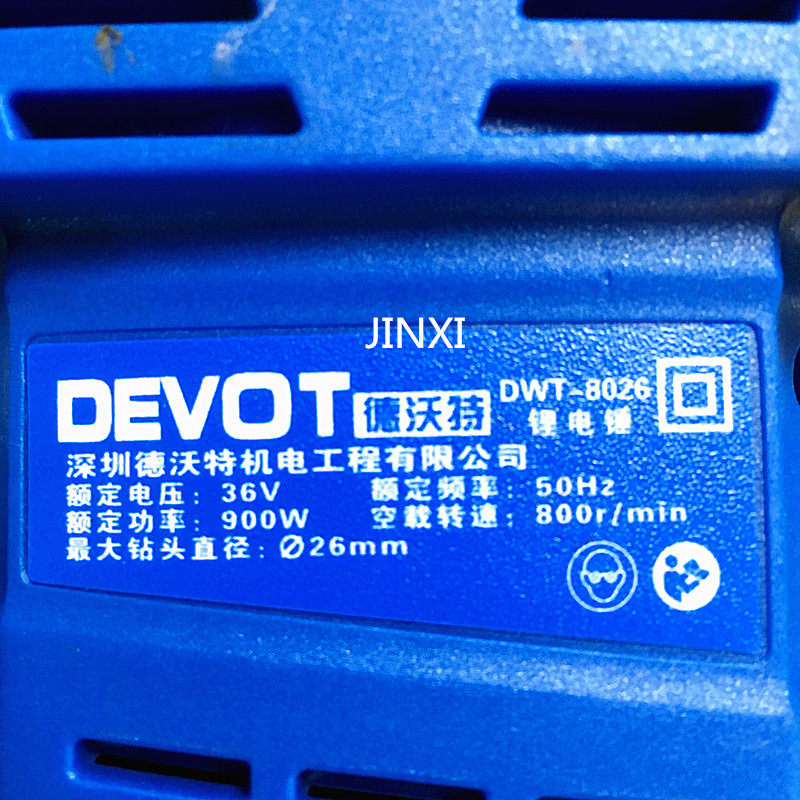 JINXI
DEVOT 德沃特 DWT-8026
锂电锤
深圳德沃特机电工程有限公司
额定电压: 36V 额定频率: 50Hz
额定功率: 900W 空载转速: 800r/min
最大钻头直径: Ø26mm